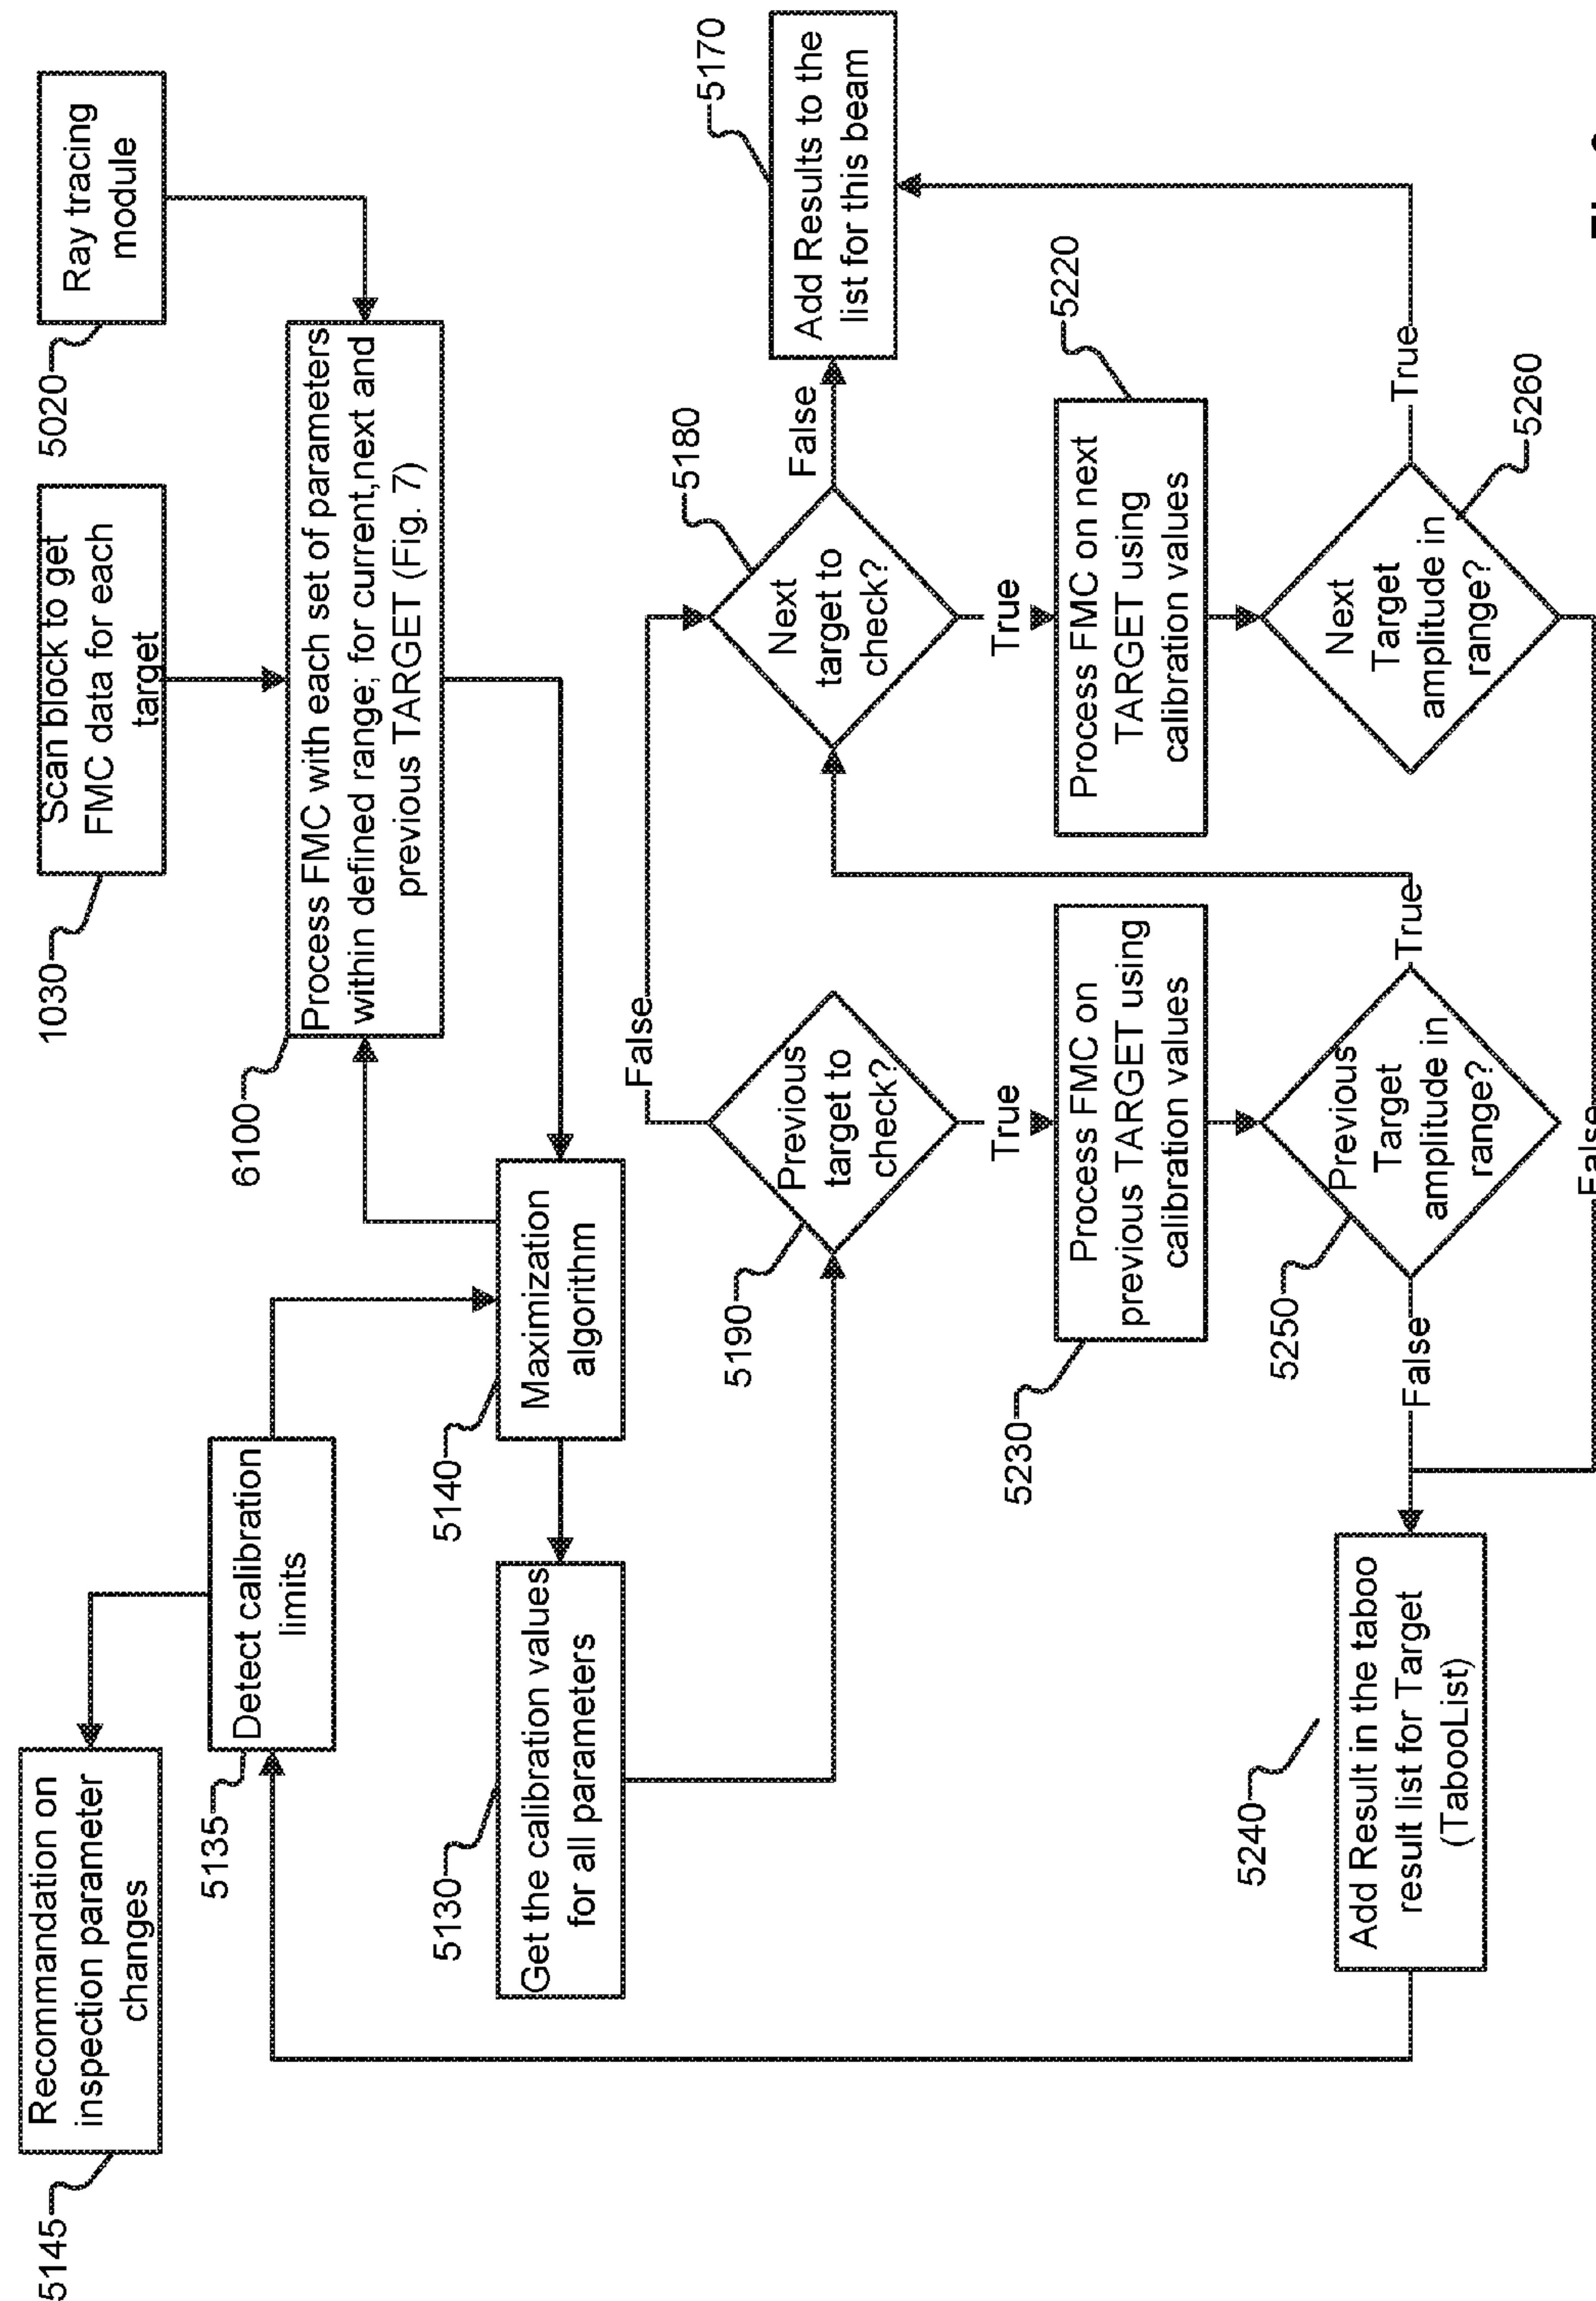 5145
Recommandation on
inspection parameter
changes
5135
Detect calibration
limits
1030
Scan block to get
FMC data for each
target
5020
Ray tracing
module
6100
Process FMC with each set of parameters
within defined range; for current,next and
previous TARGET (Fig. 7)
5140
Maximization
algorithm
5130
Get the calibration values
for all parameters
5190
Previous
target to
check?
False
True
5180
Next
target to
check?
False
True
5170
Add Results to the
list for this beam
5230
Process FMC on
previous TARGET using
calibration values
5220
Process FMC on next
TARGET using
calibration values
5250
Previous
Target
amplitude in
range?
False
True
5260
Next
Target
amplitude in
range?
True
False
5240
Add Result in the taboo
result list for Target
(TabooList)